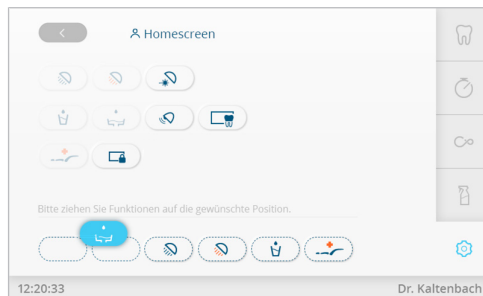 Homescreen
Bitte ziehen Sie Funktionen auf die gewünschte Position.
12:20:33
Dr. Kaltenbach